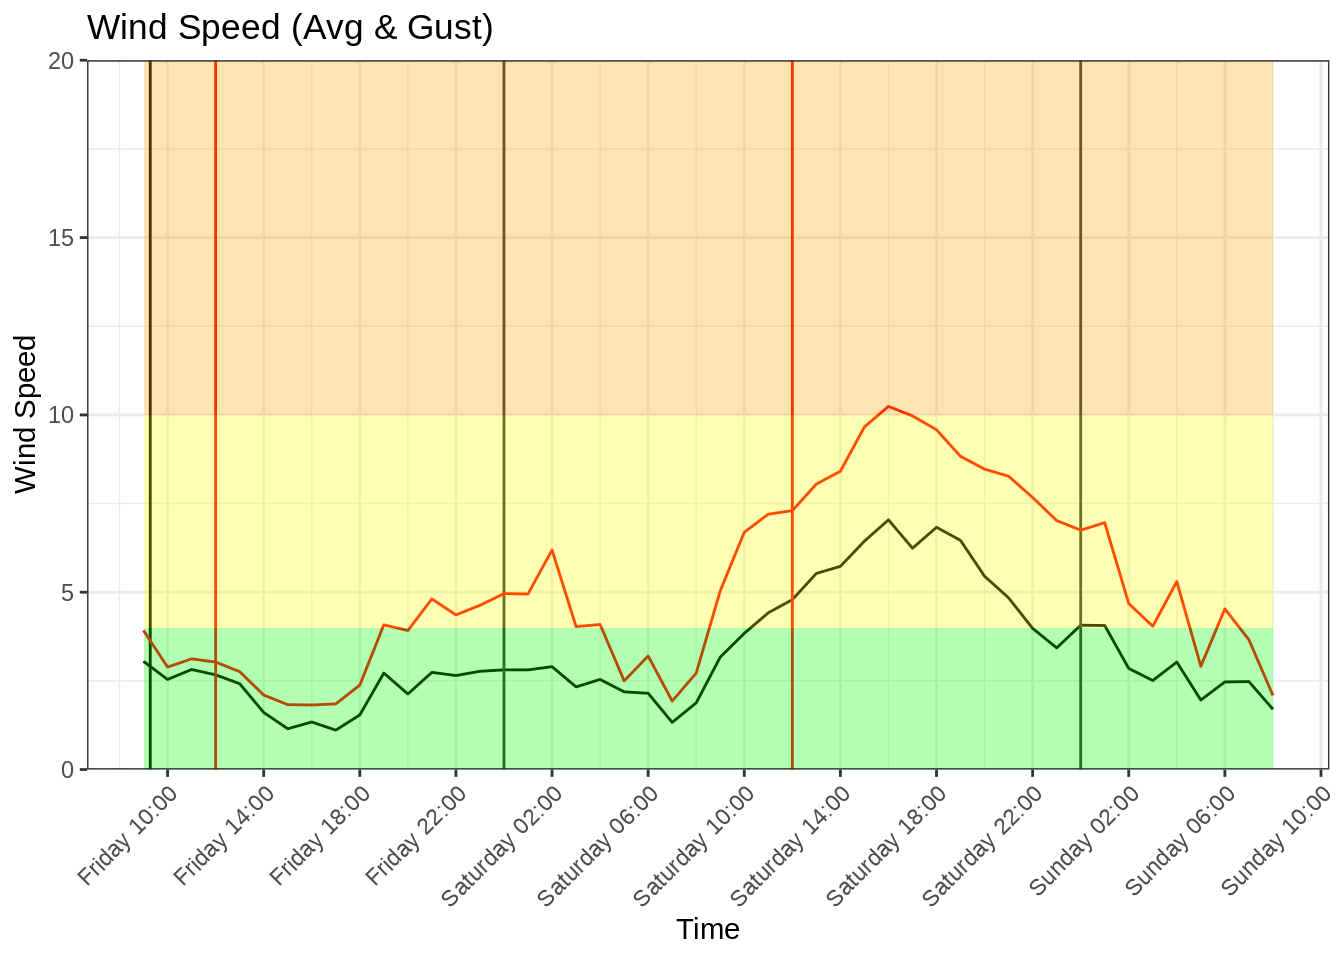 Wind Speed (Avg & Gust)
20
15
10
5
0
Wind Speed
Friday 10:00
Friday 14:00
Friday 18:00
Friday 22:00
Saturday 02:00
Saturday 06:00
Saturday 10:00
Saturday 14:00
Saturday 18:00
Saturday 22:00
Sunday 02:00
Sunday 06:00
Sunday 10:00
Time